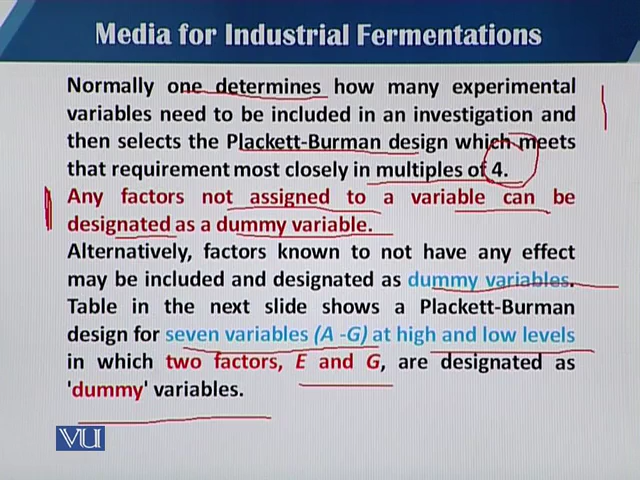 Media for Industrial Fermentations
Normally one determines how many experimental
variables need to be included in an investigation and
then selects the Plackett-Burman design which meets
that requirement most closely in multiples of 4.
Any factors not assigned to a variable can be
designated as a dummy variable.
Alternatively, factors known to not have any effect
may be included and designated as dummy variables.
Table in the next slide shows a Plackett-Burman
design for seven variables (A -G) at high and low levels
in which two factors, E and G, are designated as
'dummy' variables.
VU